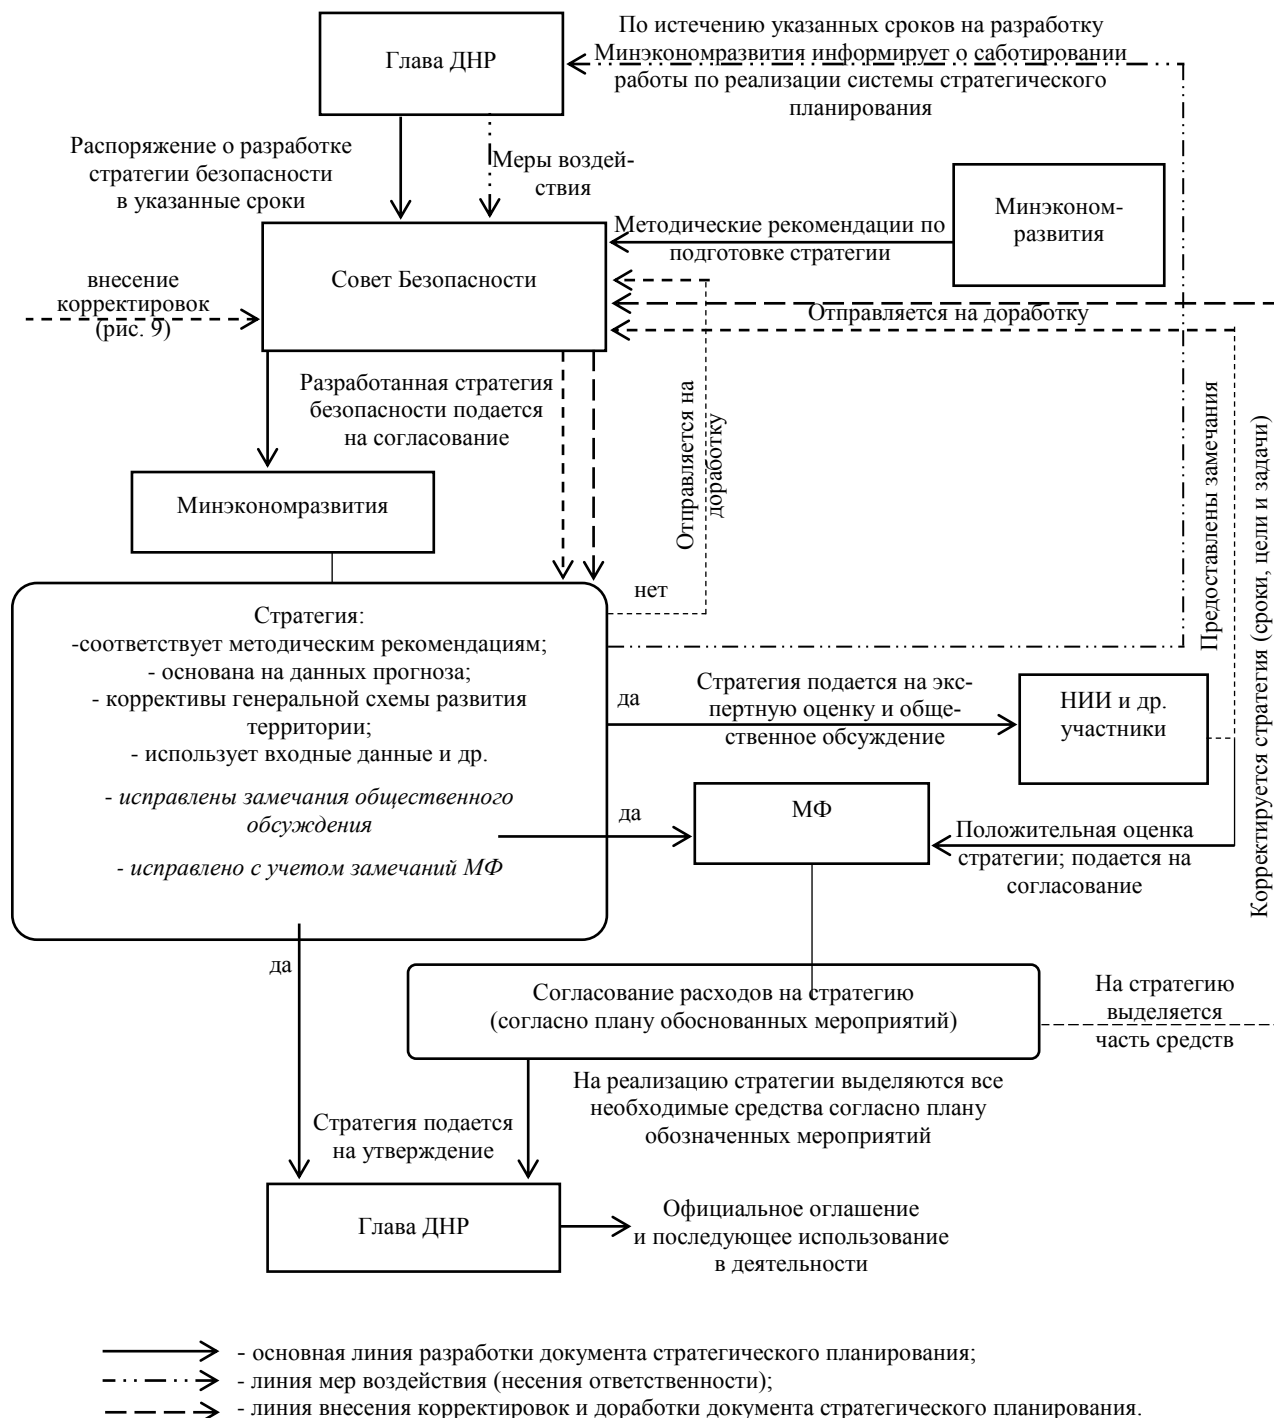 По истечению указанных сроков на разработку
Минэкономразвития информирует о саботировании
работы по реализации системы стратегического
планирования
Глава ДНР
Распоряжение о разработке
стратегии безопасности
в указанные сроки
Меры воздей-
ствия
Минэконом-
развития
Методические рекомендации по
подготовке стратегии
Совет Безопасности
внесение
корректировок
(рис. 9)
Отправляется на доработку
Разработанная стратегия
безопасности подается
на согласование
Отправляется на
доработку
Предоставлены замечания
Корректируется стратегия (сроки, цели и задачи)
Минэкономразвития
нет
Стратегия:
-соответствует методическим рекомендациям;
- основана на данных прогноза;
- коррективы генеральной схемы развития
территории;
- использует входные данные и др.
- исправлены замечания общественного
обсуждения
- исправлено с учетом замечаний МФ
да
Стратегия подается на экс-
пертную оценку и обще-
ственное обсуждение
НИИ и др.
участники
да
МФ
Положительная оценка
стратегии; подается на
согласование
да
Согласование расходов на стратегию
(согласно плану обоснованных мероприятий)
На стратегию
выделяется
часть средств
На реализацию стратегии выделяются все
необходимые средства согласно плану
обозначенных мероприятий
Стратегия подается
на утверждение
Глава ДНР
Официальное оглашение
и последующее использование
в деятельности
- основная линия разработки документа стратегического планирования;
- линия мер воздействия (несения ответственности);
- линия внесения корректировок и доработки документа стратегического планирования.